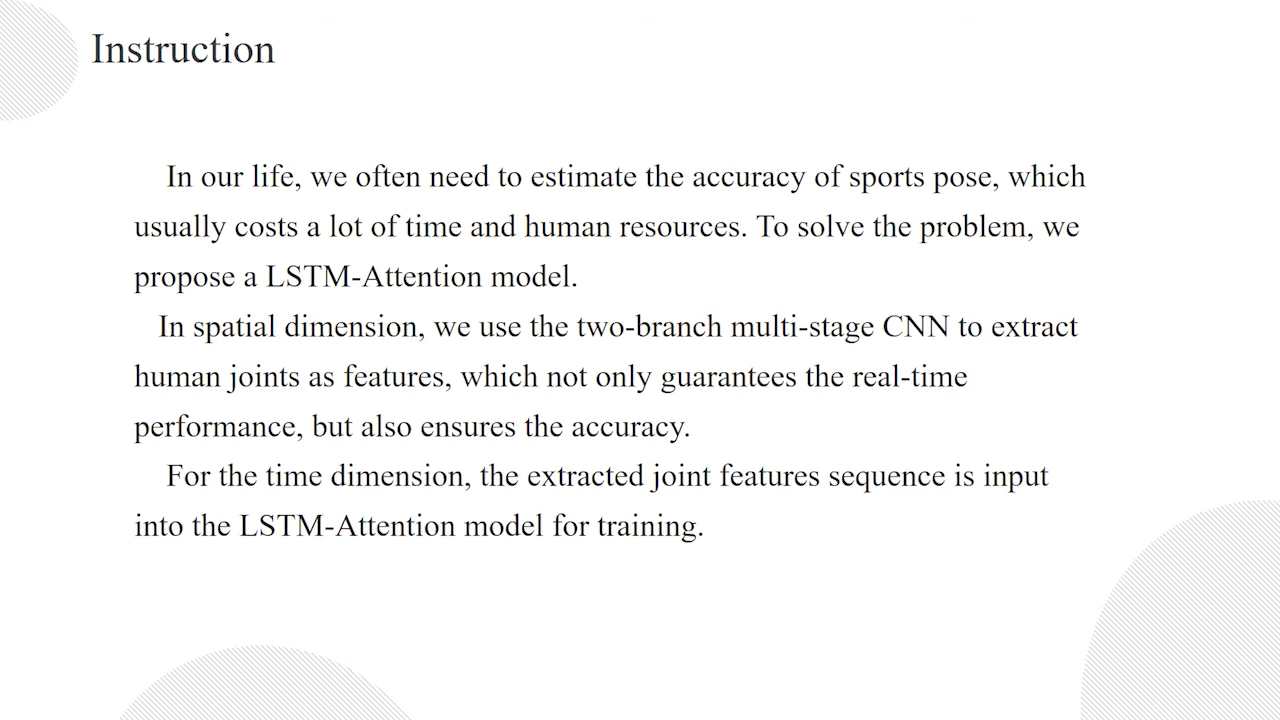 Instruction
In our life, we often need to estimate the accuracy of sports pose, which
usually costs a lot of time and human resources. To solve the problem, we
propose a LSTM-Attention model.
In spatial dimension, we use the two-branch multi-stage CNN to extract
human joints as features, which not only guarantees the real-time
performance, but also ensures the accuracy.
For the time dimension, the extracted joint features sequence is input
into the LSTM-Attention model for training.